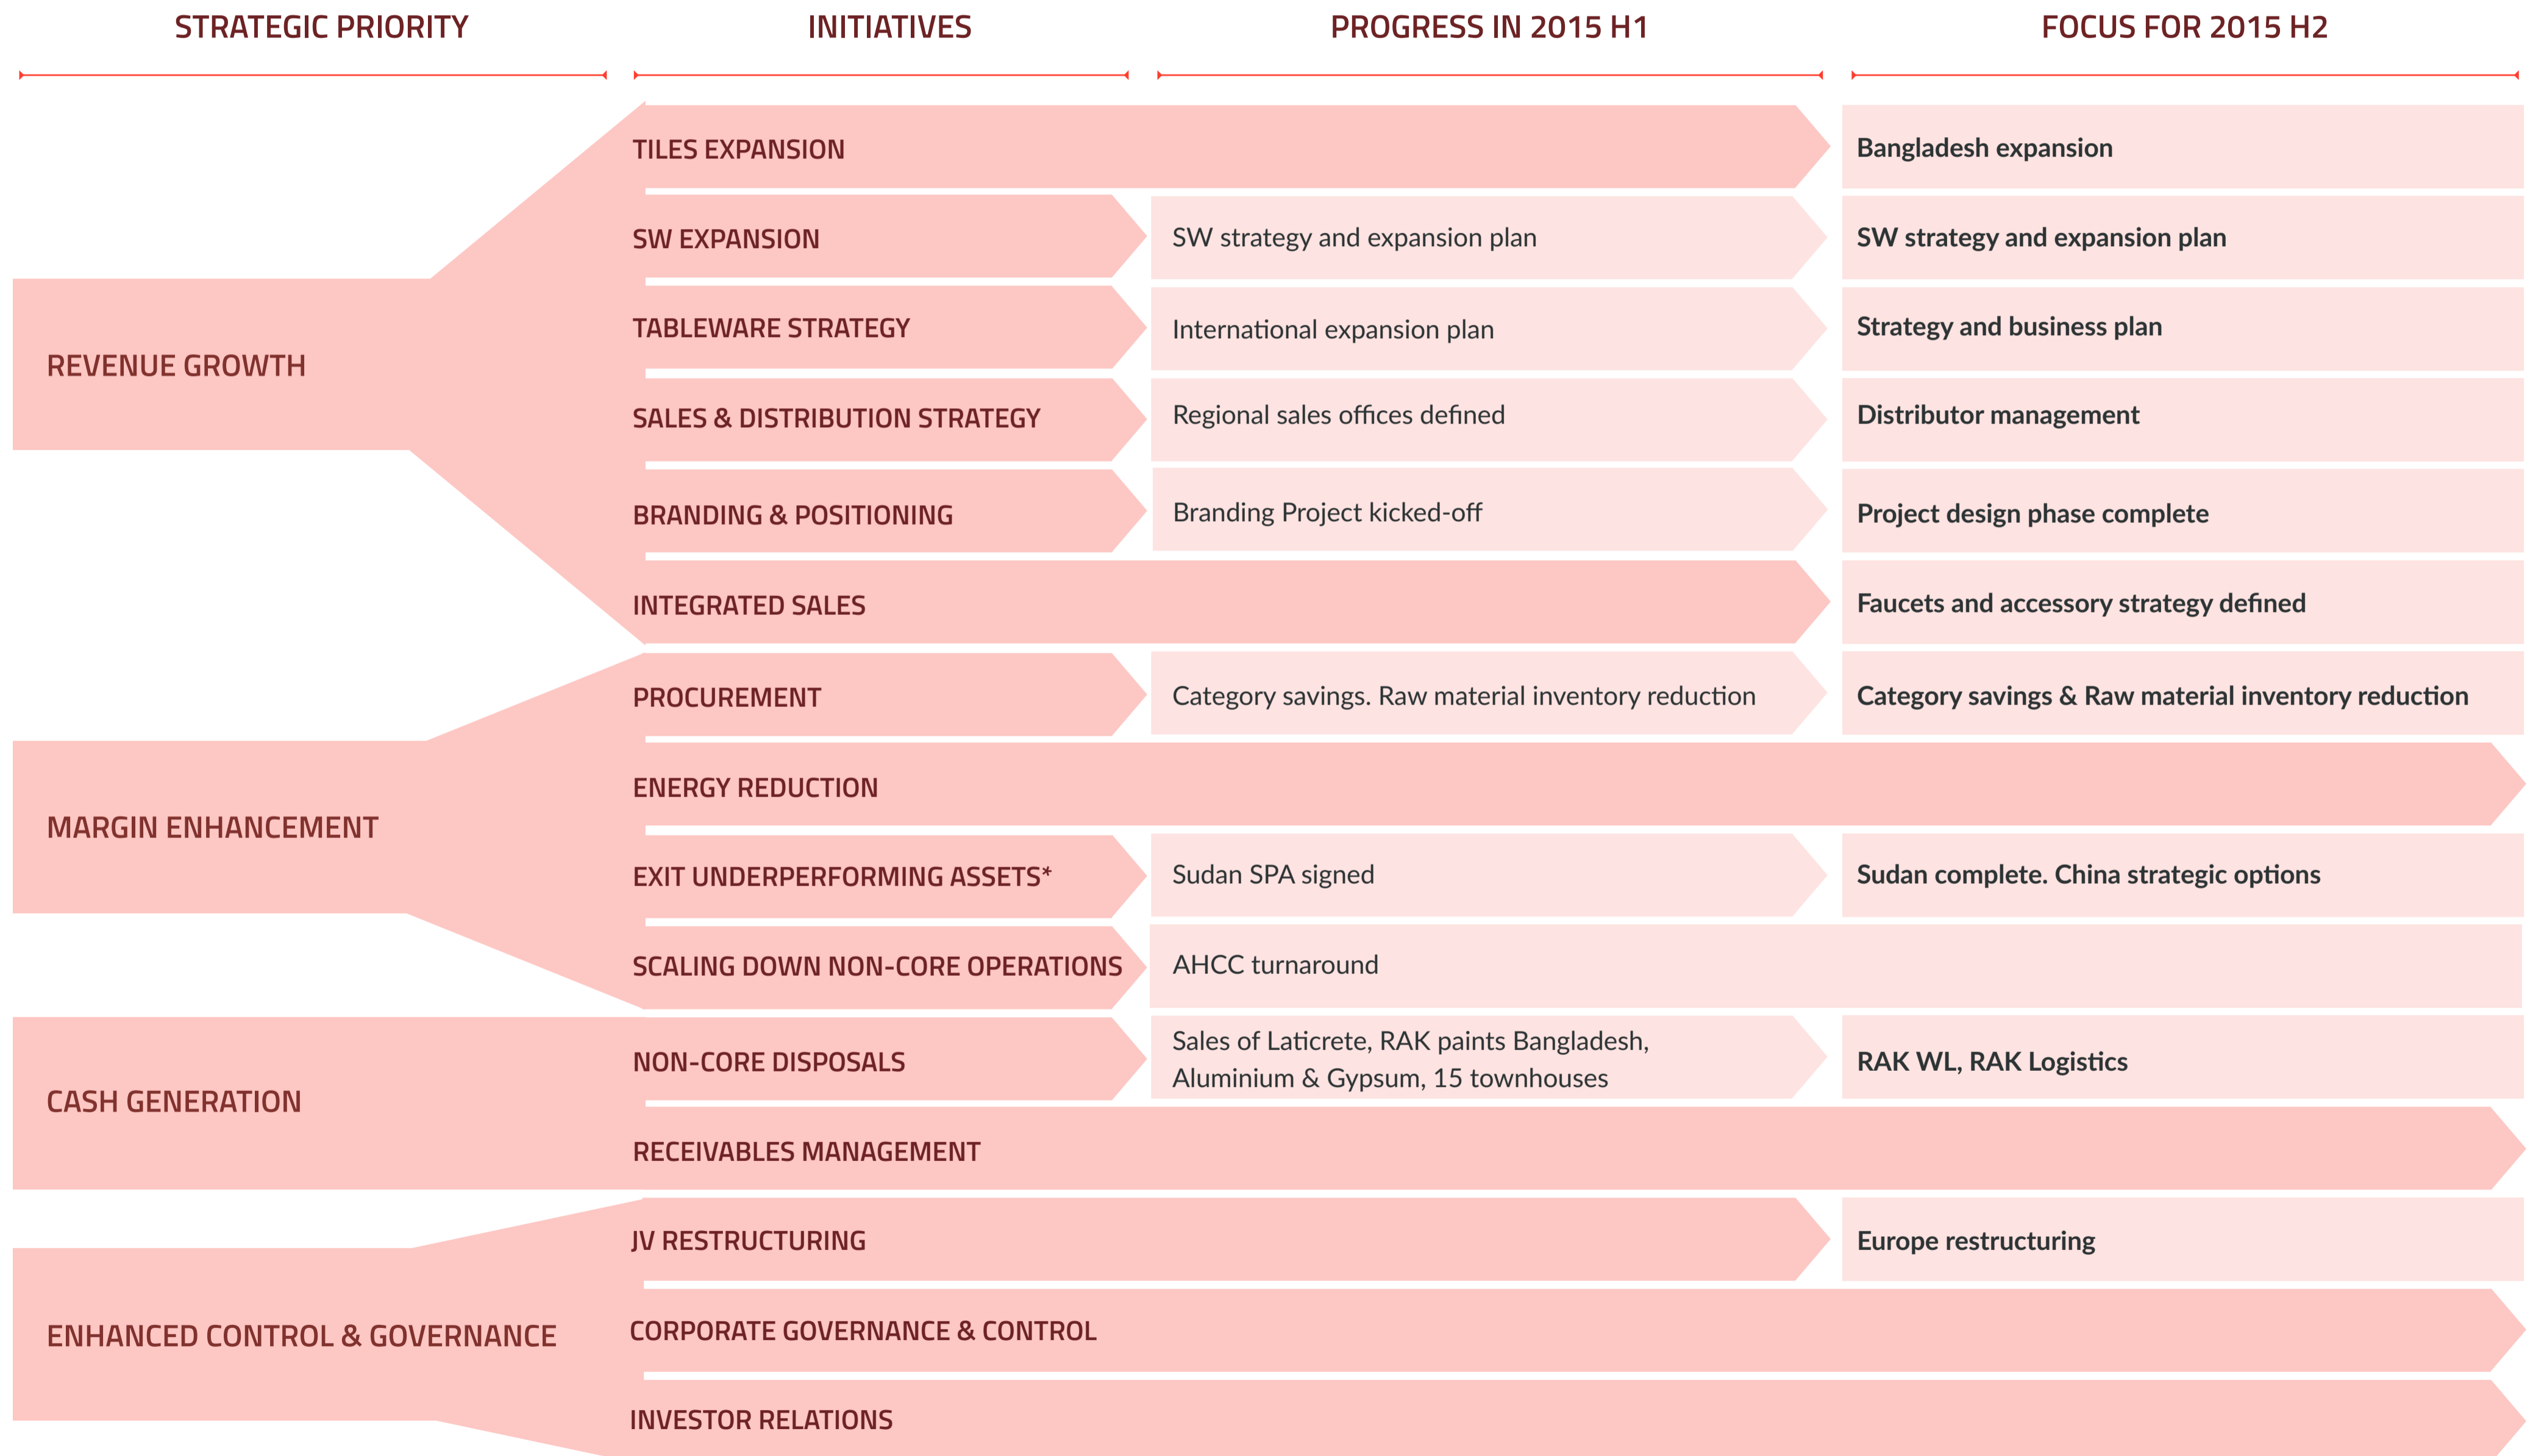 STRATEGIC PRIORITY
INITIATIVES
PROGRESS IN 2015 H1
FOCUS FOR 2015 H2
REVENUE GROWTH
TILES EXPANSION
Bangladesh expansion
SW EXPANSION
SW strategy and expansion plan
SW strategy and expansion plan
TABLEWARE STRATEGY
International expansion plan
Strategy and business plan
SALES & DISTRIBUTION STRATEGY
Regional sales offices defined
Distributor management
BRANDING & POSITIONING
Branding Project kicked-off
Project design phase complete
INTEGRATED SALES
Faucets and accessory strategy defined
MARGIN ENHANCEMENT
PROCUREMENT
Category savings. Raw material inventory reduction
Category savings & Raw material inventory reduction
ENERGY REDUCTION
EXIT UNDERPERFORMING ASSETS*
Sudan SPA signed
Sudan complete. China strategic options
SCALING DOWN NON-CORE OPERATIONS
AHCC turnaround
CASH GENERATION
NON-CORE DISPOSALS
Sales of Laticrete, RAK paints Bangladesh,
Aluminium & Gypsum, 15 townhouses
RAK WL, RAK Logistics
RECEIVABLES MANAGEMENT
ENHANCED CONTROL & GOVERNANCE
JV RESTRUCTURING
Europe restructuring
CORPORATE GOVERNANCE & CONTROL
INVESTOR RELATIONS